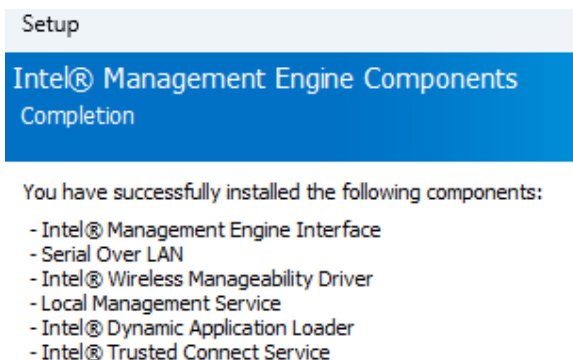 Setup
Intel® Management Engine Components
Completion
You have successfully installed the following components:
- Intel® Management Engine Interface
- Serial Over LAN
- Intel® Wireless Manageability Driver
- Local Management Service
- Intel® Dynamic Application Loader
- Intel® Trusted Connect Service